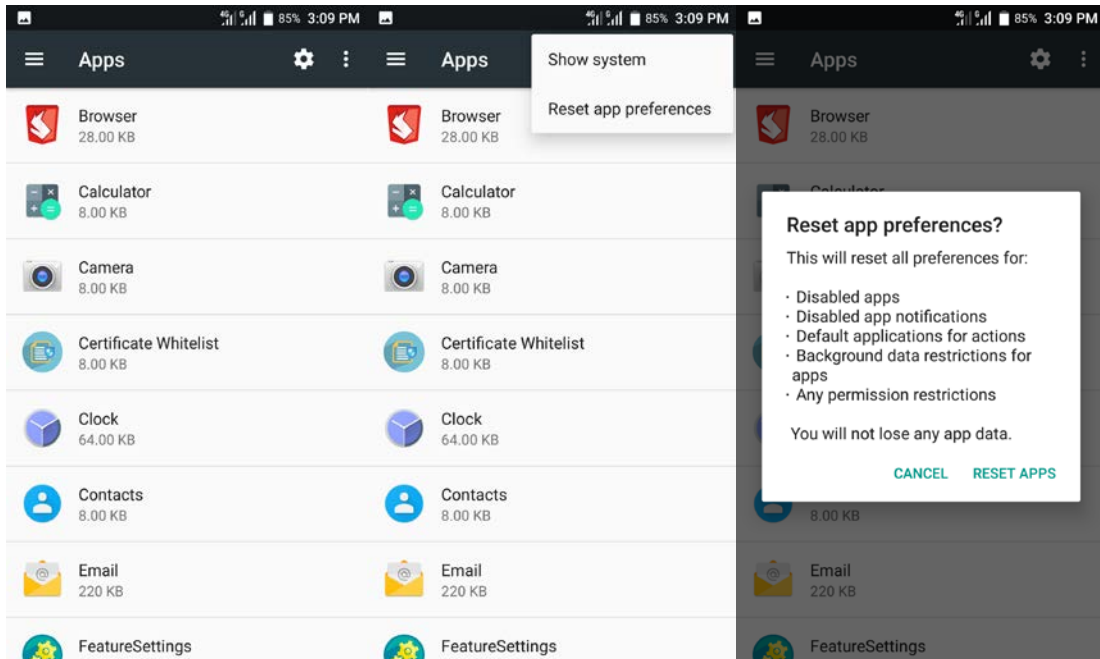 4G G 85% 3:09 PM
Apps
Browser
28.00 KB
Calculator
8.00 KB
Camera
8.00 KB
Certificate Whitelist
8.00 KB
Clock
64.00 KB
Contacts
8.00 KB
Email
220 KB
FeatureSettings
4G G 85% 3:09 PM
Apps
Show system
Reset app preferences
Browser
28.00 KB
Calculator
8.00 KB
Camera
8.00 KB
Certificate Whitelist
8.00 KB
Clock
64.00 KB
Contacts
8.00 KB
Email
220 KB
FeatureSettings
4G G 85% 3:09 PM
Apps
Browser
28.00 KB
Calculator
Reset app preferences?
This will reset all preferences for:
· Disabled apps
· Disabled app notifications
· Default applications for actions
· Background data restrictions for
apps
· Any permission restrictions
You will not lose any app data.
CANCEL RESET APPS
8.00 KB
Email
220 KB
FeatureSettings